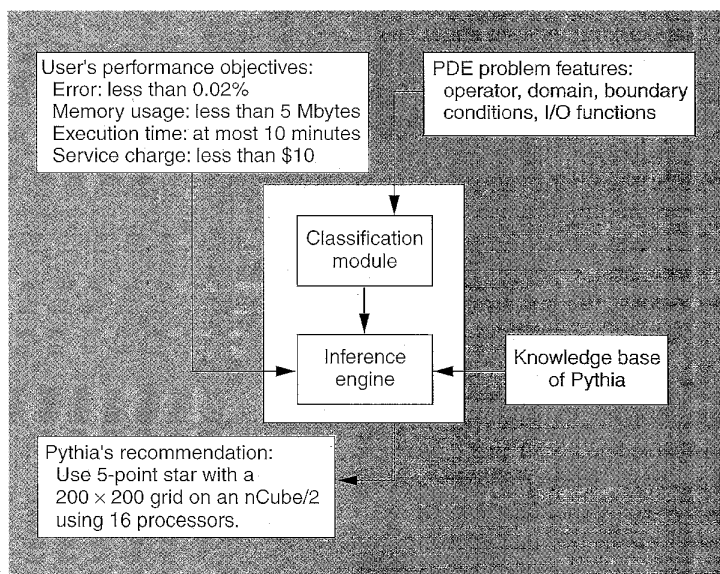 User's performance objectives:
Error: less than 0.02%
Memory usage: less than 5 Mbytes
Execution time: at most 10 minutes
Service charge: less than $10
PDE problem features:
operator, domain, boundary
conditions, I/O functions
Classification
module
Inference
engine
Knowledge base
of Pythia
Pythia's recommendation:
Use 5-point star with a
200 × 200 grid on an nCube/2
using 16 processors.